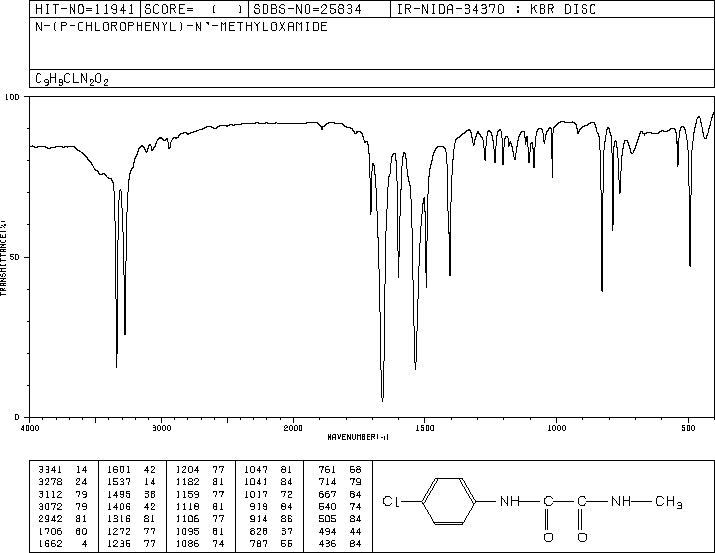 HIT-NO=11941 SCORE= ( ) SDBS-NO=25834 IR-NIDA-34370 : KBR DISC
N-(P-CHLOROPHENYL)-N'-METHYLOXAMIDE
C9H9CLN2O2
100
50
0
TRANSMITTANCE(%)
4000 3000 2000 1500 1000 500
WAVENUMBER(-1)
3341 14 1601 42 1204 77 1047 81 761 68
3278 24 1537 14 1182 81 1041 84 714 79
3112 79 1495 38 1159 77 1017 72 667 84
3072 79 1406 42 1118 81 919 84 540 74
2942 81 1316 81 1106 77 914 86 505 84
1706 60 1272 77 1095 81 828 37 494 44
1662 4 1236 77 1086 74 787 56 436 84
Cl NH C C NH CH3
O O